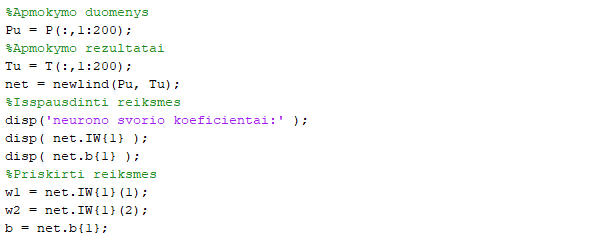 %Apmokymo duomenys
Pu = P(:,1:200);
%Apmokymo rezultatai
Tu = T(:,1:200);
net = newlind(Pu, Tu);
%Isspausdinti reiksmes
disp('neurono svorio koeficientai:' );
disp( net.IW{1} );
disp( net.b{1} );
%Priskirti reiksmes
w1 = net.IW{1}(1);
w2 = net.IW{1}(2);
b = net.b{1};